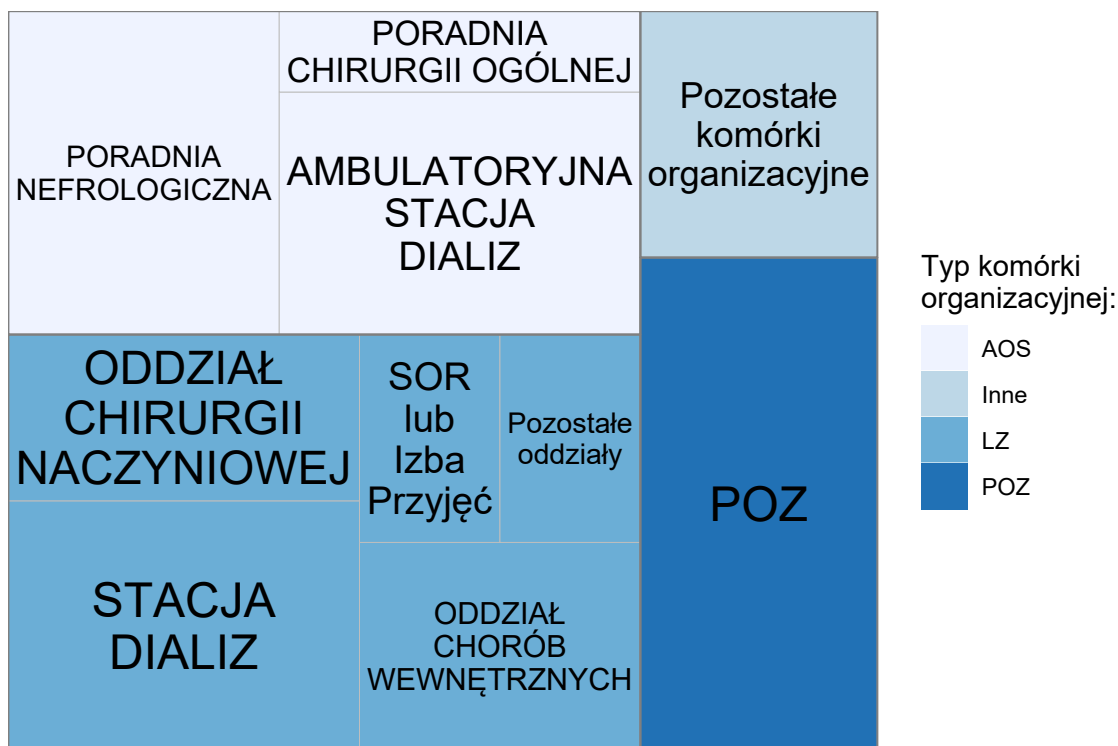 PORADNIA
NEFROLOGICZNA
PORADNIA
CHIRURGII OGÓLNEJ
AMBULATORYJNA
STACJA
DIALIZ
Pozostałe
komórki
organizacyjne
ODDZIAŁ
CHIRURGII
NACZYNIOWEJ
SOR
lub
Izba
Przyjęć
Pozostałe
oddziały
STACJA
DIALIZ
ODDZIAŁ
CHORÓB
WEWNĘTRZNYCH
POZ
Typ komórki
organizacyjnej:
AOS
Inne
LZ
POZ